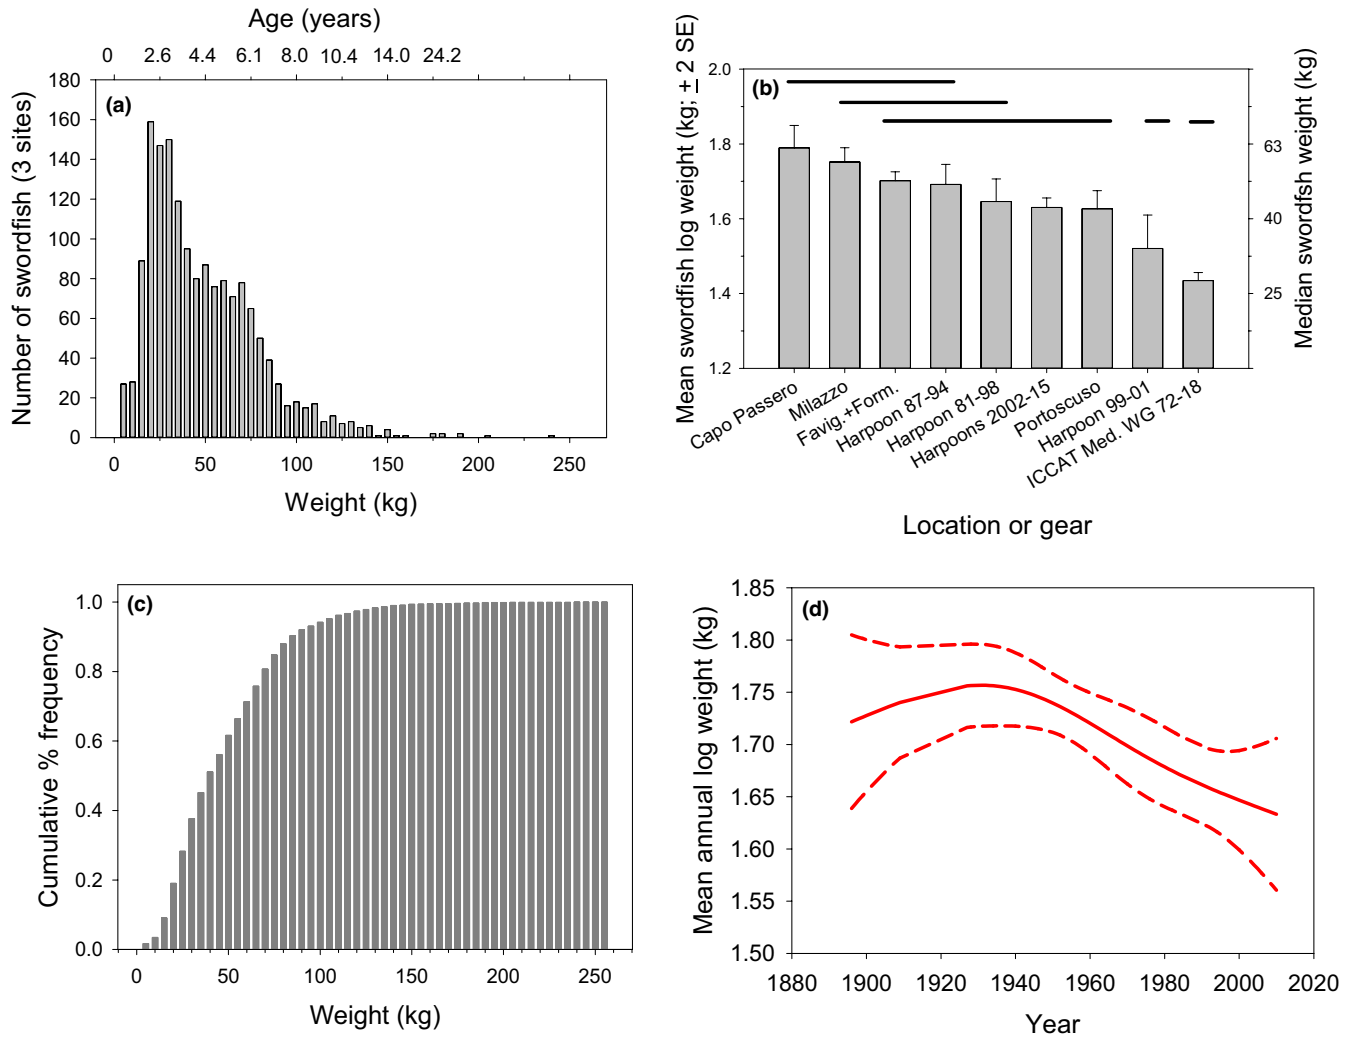 Age (years)
0 2.6 4.4 6.1 8.0 10.4 14.0 24.2
(a)
Number of swordfish (3 sites)
180
160
140
120
100
80
60
40
20
0
0 50 100 150 200 250
Weight (kg)
(b)
Mean swordfish log weight (kg; ± 2 SE)
2.0
1.8
1.6
1.4
1.2
63
40
25
Median swordfsh weight (kg)
Capo Passero
Milazzo
Favig.+Form.
Harpoon 87-94
Harpoon 81-98
Harpoons 2002-15
Portoscuso
Harpoon 99-01
ICCAT Med. WG 72-18
Location or gear
(c)
Cumulative % frequency
1.0
0.8
0.6
0.4
0.2
0.0
0 50 100 150 200 250
Weight (kg)
(d)
Mean annual log weight (kg)
1.85
1.80
1.75
1.70
1.65
1.60
1.55
1.50
1880 1900 1920 1940 1960 1980 2000 2020
Year